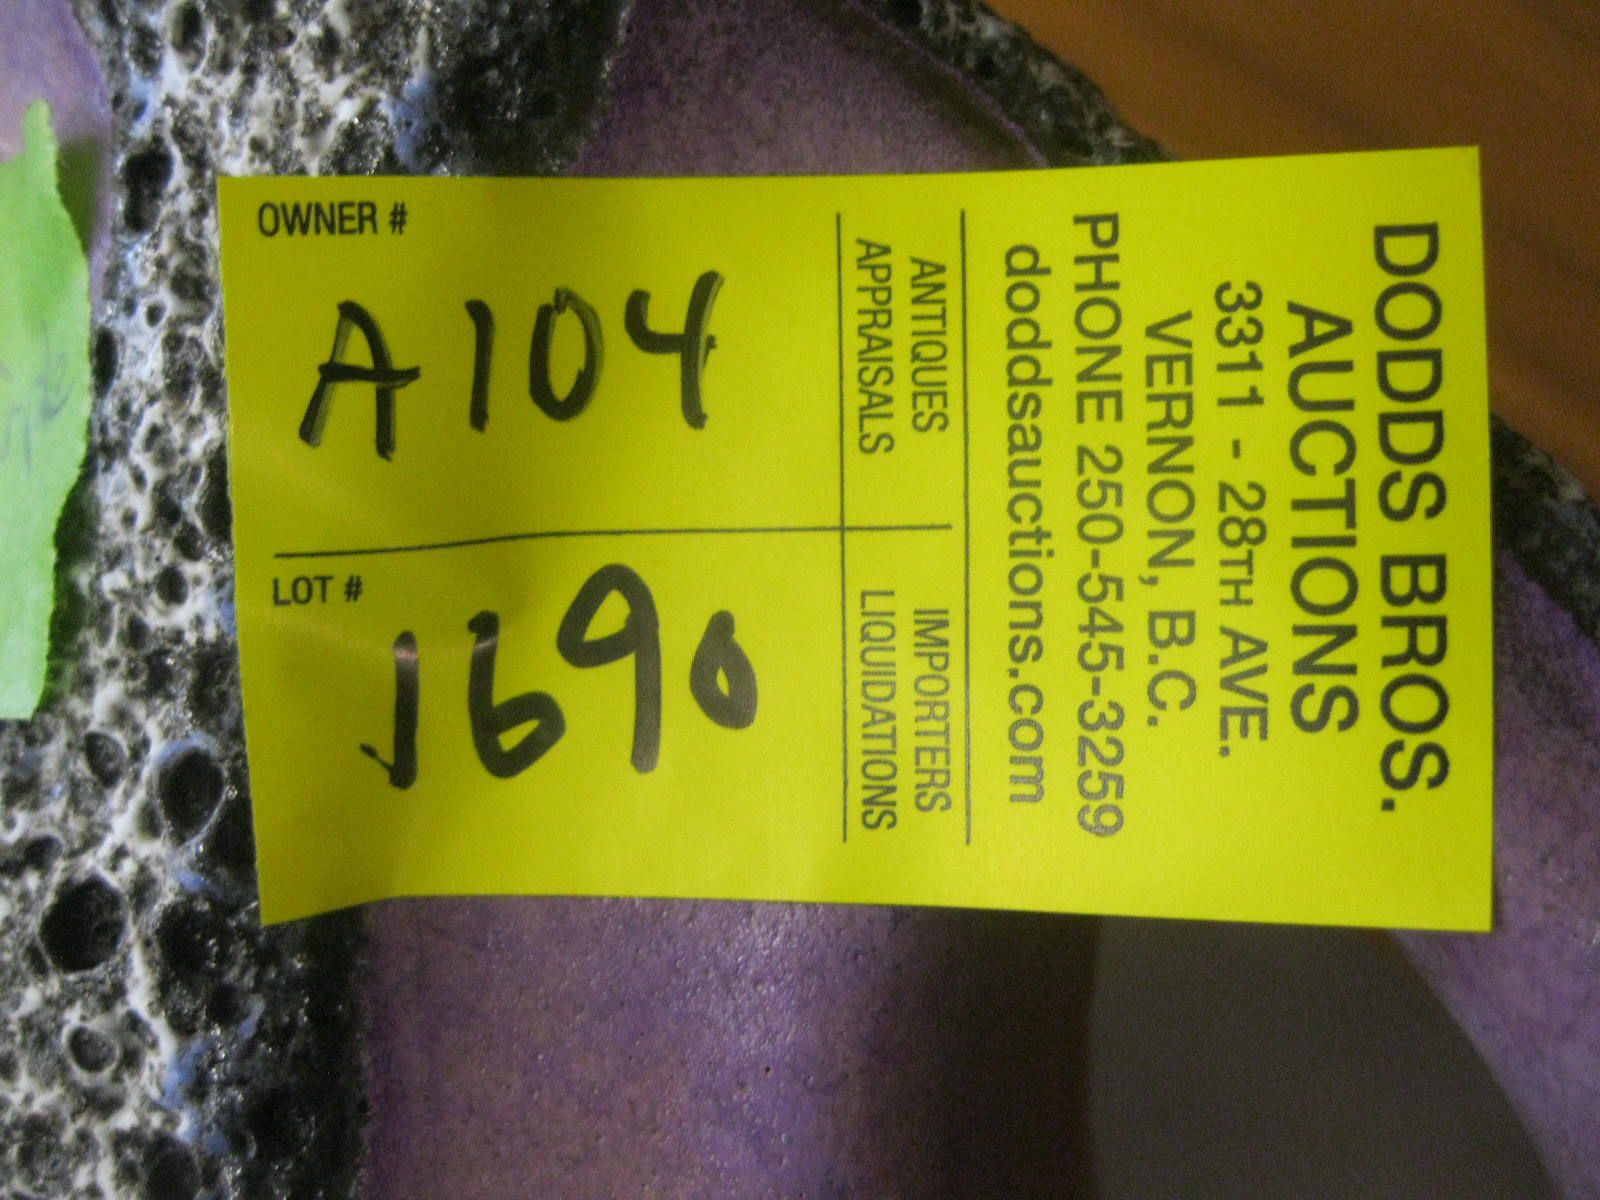 DODDS BROS.
AUCTIONS
3311 - 28TH AVE.
VERNON, B.C.
PHONE 250-545-3259
doddsauctions.com
ANTIQUES IMPORTERS
APPRAISALS LIQUIDATIONS
OWNER #
A104
LOT #
1690